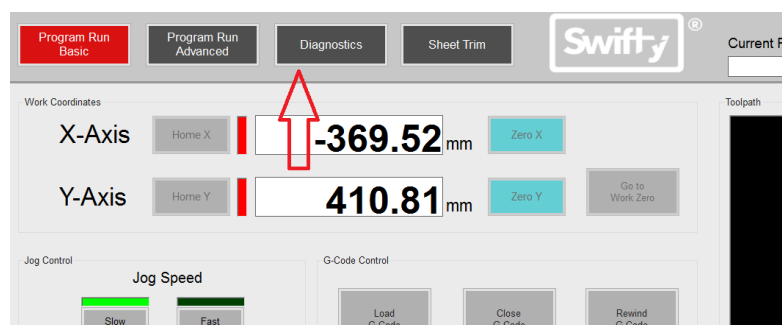 Program Run
Basic
Program Run
Advanced
Diagnostics
Sheet Trim
Swifty®
Current
Work Coordinates
Toolpath
X-Axis
Home X
-369.52 mm
Zero X
Y-Axis
Home Y
410.81 mm
Zero Y
Go to
Work Zero
Jog Control
G-Code Control
Jog Speed
Slow
Fast
Load
G-Code
Close
G-Code
Rewind
G-Code